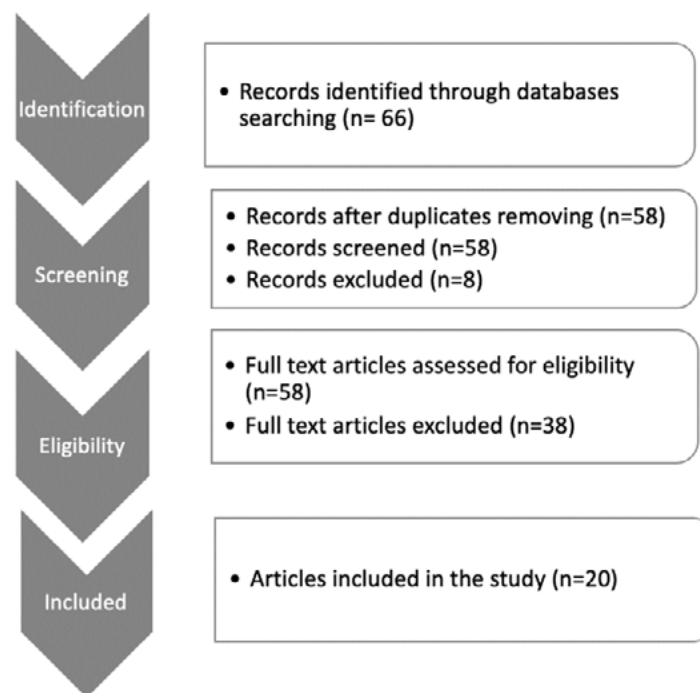 Identification
• Records identified through databases
searching (n= 66)
Screening
• Records after duplicates removing (n=58)
• Records screened (n=58)
• Records excluded (n=8)
Eligibility
• Full text articles assessed for eligibility
(n=58)
• Full text articles excluded (n=38)
Included
• Articles included in the study (n=20)